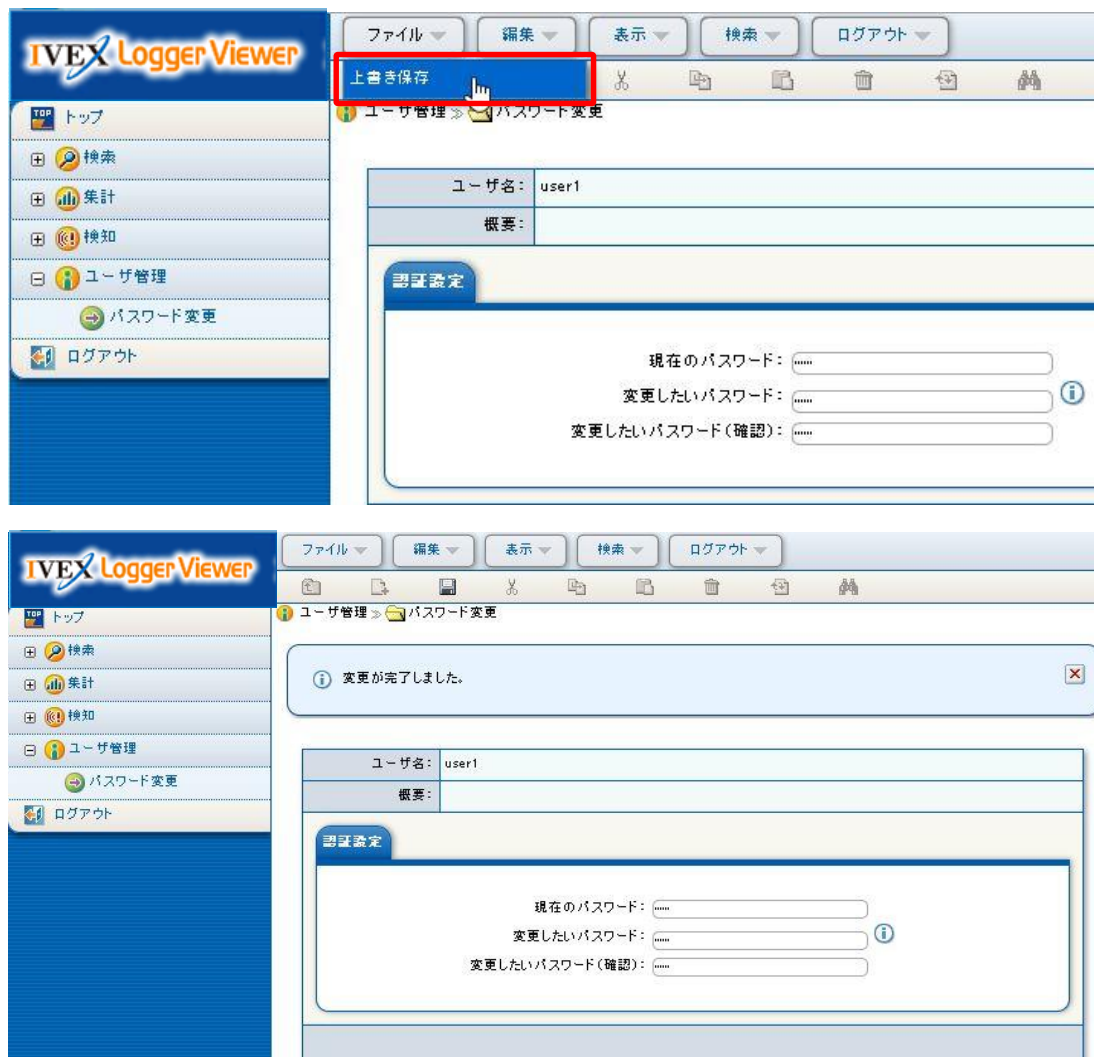 IVEX Logger Viewer
ファイル 編集 表示 検索 ログアウト
上書き保存
ユーザ管理 ≫ パスワード変更
TOP トップ
検索
集計
検知
ユーザ管理
パスワード変更
ログアウト
ユーザ名: user1
概要:
認証設定
現在のパスワード: ••••••
変更したいパスワード: ••••••
変更したいパスワード(確認): ••••••
IVEX Logger Viewer
ファイル 編集 表示 検索 ログアウト
ユーザ管理 ≫ パスワード変更
TOP トップ
検索
集計
検知
ユーザ管理
パスワード変更
ログアウト
変更が完了しました。
ユーザ名: user1
概要:
認証設定
現在のパスワード: ••••••
変更したいパスワード: ••••••
変更したいパスワード(確認): ••••••